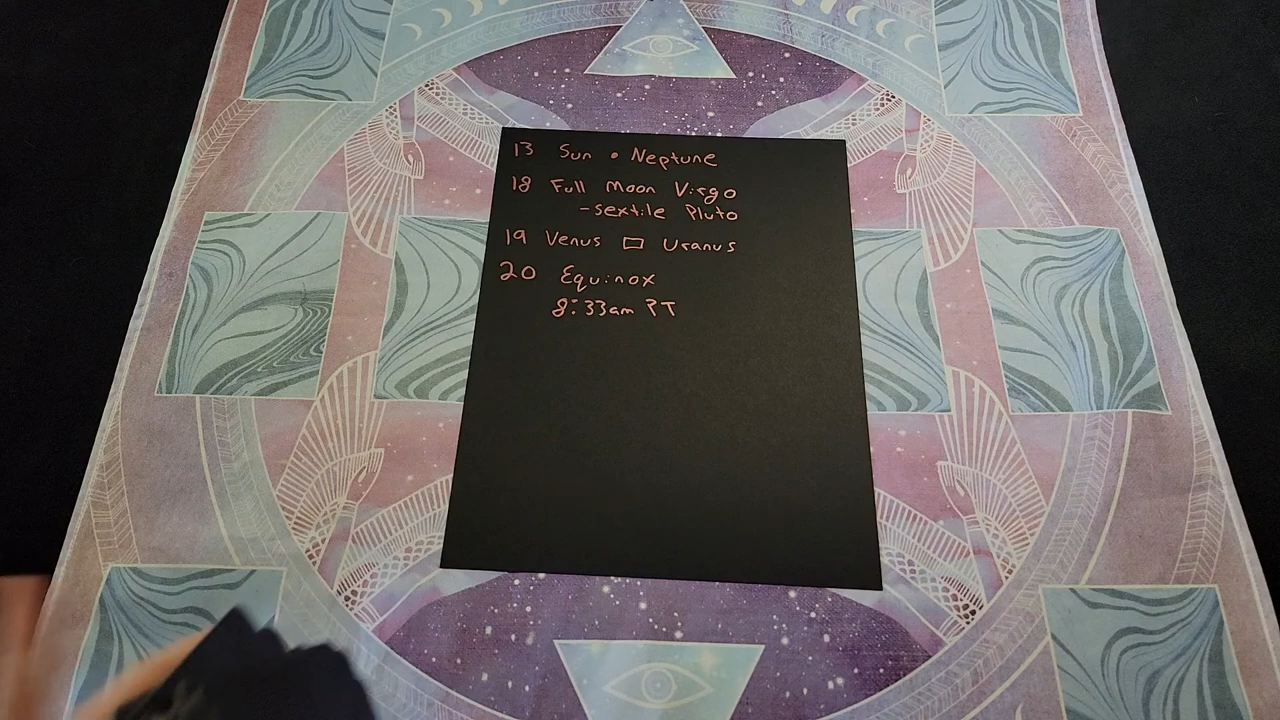 13 Sun • Neptune
18 Full Moon Virgo
-sextile Pluto
19 Venus □ Uranus
20 Equinox
8:33am PT